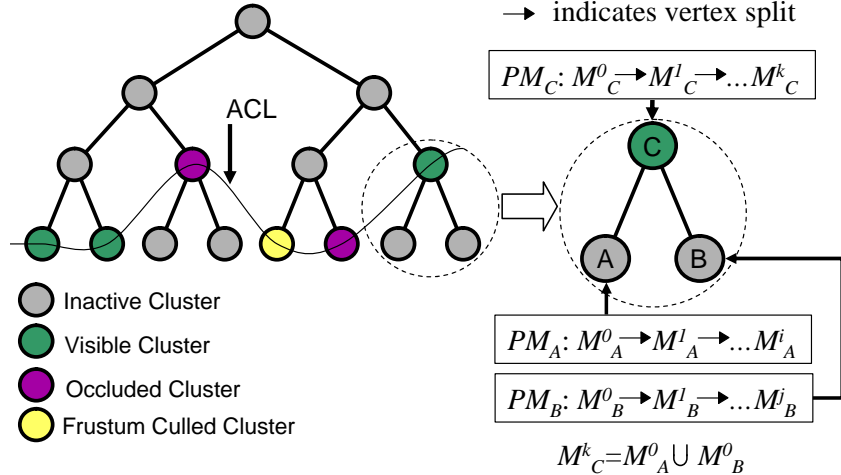 → indicates vertex split
PM_C: M^0_C → M^1_C → ...M^k_C
ACL
C
A
B
Inactive Cluster
Visible Cluster
Occluded Cluster
Frustum Culled Cluster
PM_A: M^0_A → M^1_A → ...M^i_A
PM_B: M^0_B → M^1_B → ...M^j_B
M^k_C=M^0_A ∪ M^0_B